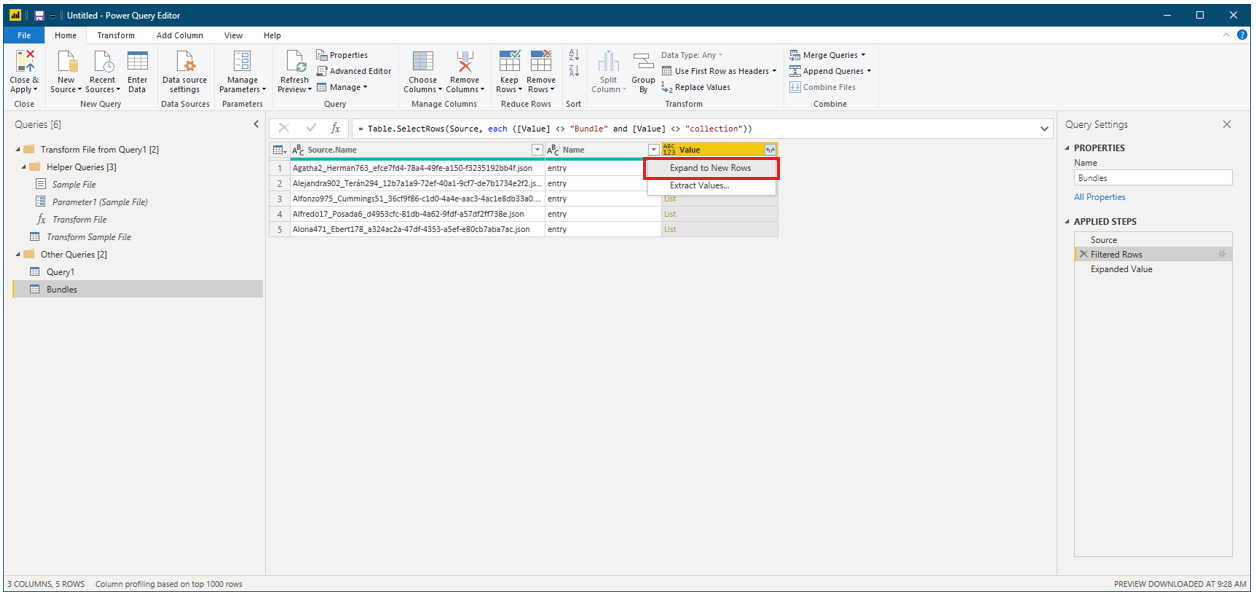 Untitled - Power Query Editor
File Home Transform Add Column View Help
Close & Apply
New Source
Recent Sources
Enter Data
Data source settings
Manage Parameters
Refresh Preview
Properties
Advanced Editor
Manage
Choose Columns
Remove Columns
Keep Rows
Remove Rows
Split Column
Group By
Data Type: Any
Use First Row as Headers
Replace Values
Merge Queries
Append Queries
Combine Files
Close New Query Data Sources Parameters Query Manage Columns Reduce Rows Sort Transform Combine
Queries [6]
Transform File from Query1 [2]
Helper Queries [3]
Sample File
Parameter1 (Sample File)
Transform File
Transform Sample File
Other Queries [2]
Query1
Bundles
= Table.SelectRows(Source, each ([Value] <> "Bundle" and [Value] <> "collection"))
Source.Name Name Value
1 Agatha2_Herman763_efce7fd4-78a4-49fe-a150-f3235192bb4f.json entry
2 Alejandra902_Terán294_12b7a1a9-72ef-40a1-9cf7-de7b1734e2f2.js... entry
3 Alfonzo975_Cummings51_36cf9f86-c1d0-4a4e-aac3-4ac1e8db33a0.... entry List
4 Alfredo17_Posada6_d4953cfc-81db-4a62-9fdf-a57df2ff738e.json entry List
5 Alona471_Ebert178_a324ac2a-47df-4353-a5ef-e80cb7aba7ac.json entry List
Expand to New Rows
Extract Values...
Query Settings
PROPERTIES
Name
Bundles
All Properties
APPLIED STEPS
Source
Filtered Rows
Expanded Value
3 COLUMNS, 5 ROWS Column profiling based on top 1000 rows PREVIEW DOWNLOADED AT 9:28 AM